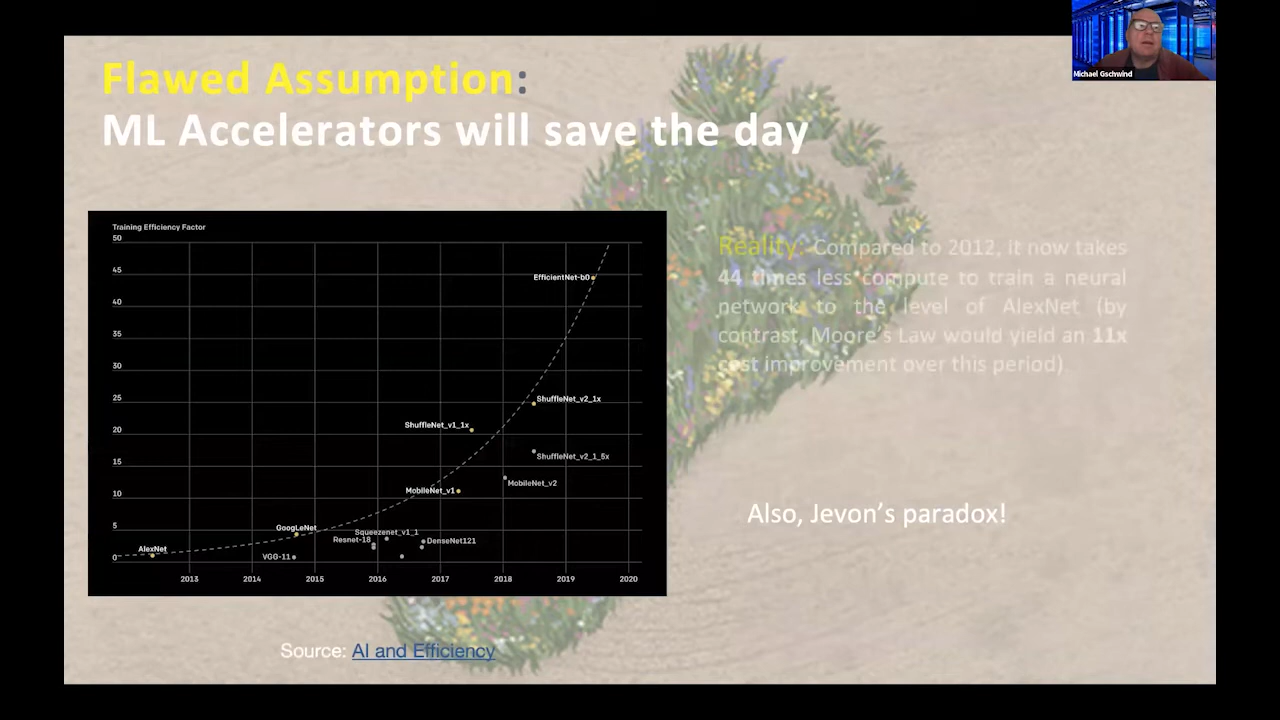 Michael Gschwind
Flawed Assumption:
ML Accelerators will save the day
Training Efficiency Factor
50
45
40
35
30
25
20
15
10
5
0
EfficientNet-b0
ShuffleNet_v2_1x
ShuffleNet_v1_1x
ShuffleNet_v2_1_5x
MobileNet_v2
MobileNet_v1
GoogLeNet
Squeezenet_v1_1
Resnet-18
DenseNet121
AlexNet
VGG-11
2013 2014 2015 2016 2017 2018 2019 2020
Reality: Compared to 2012, it now takes
44 times less compute to train a neural
network to the level of AlexNet (by
contrast, Moore's Law would yield an 11x
cost improvement over this period).
Also, Jevon's paradox!
Source: AI and Efficiency